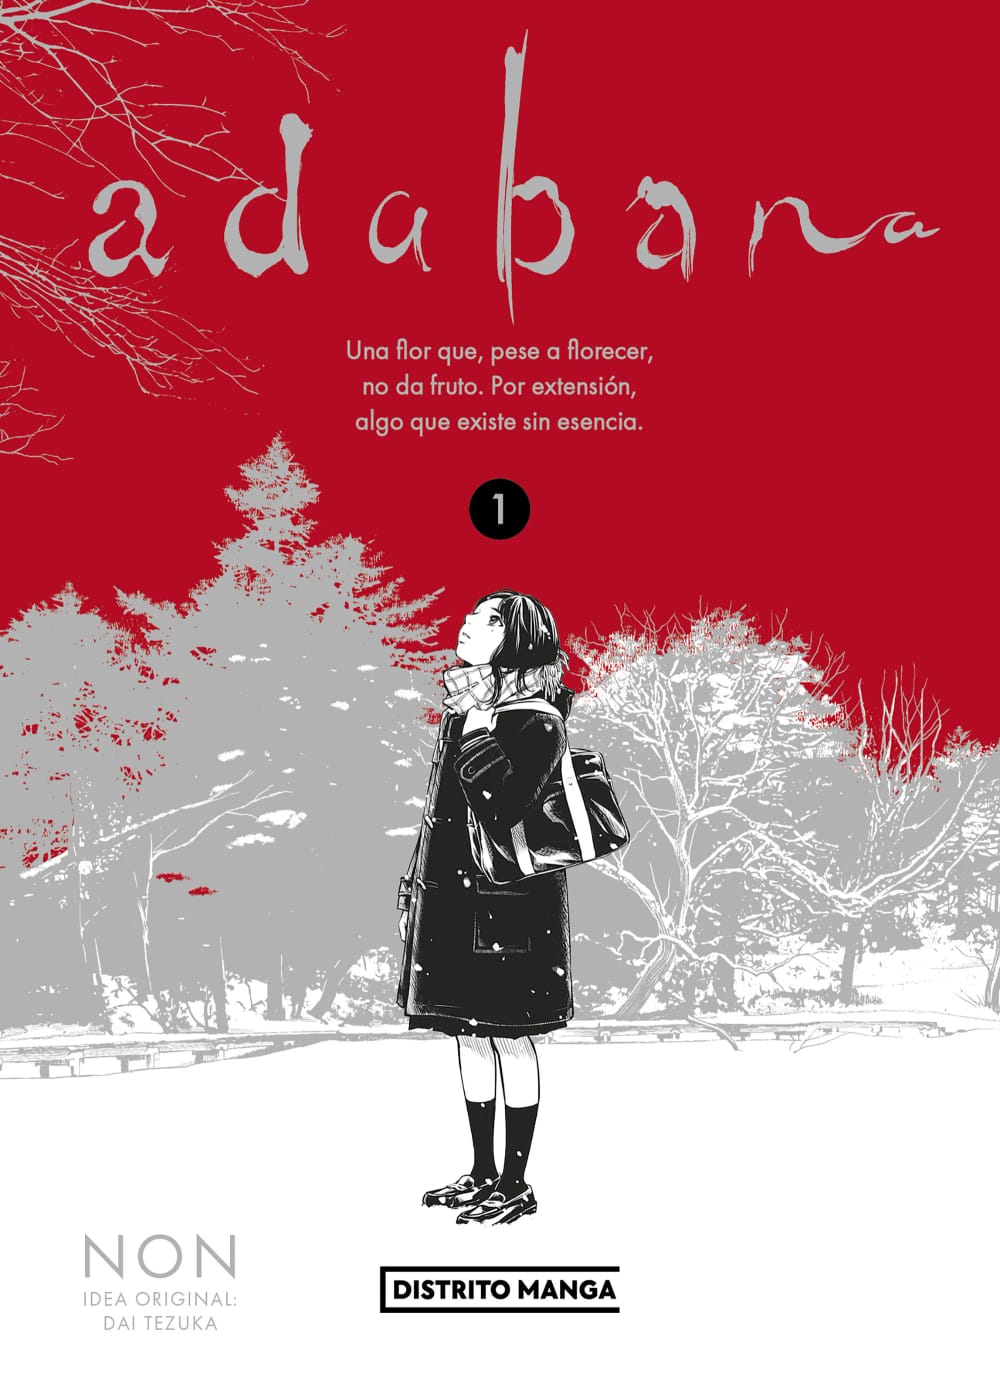 adabana
Una flor que, pese a florecer,
no da fruto. Por extensión,
algo que existe sin esencia.
1
NON
IDEA ORIGINAL:
DAI TEZUKA
DISTRITO MANGA